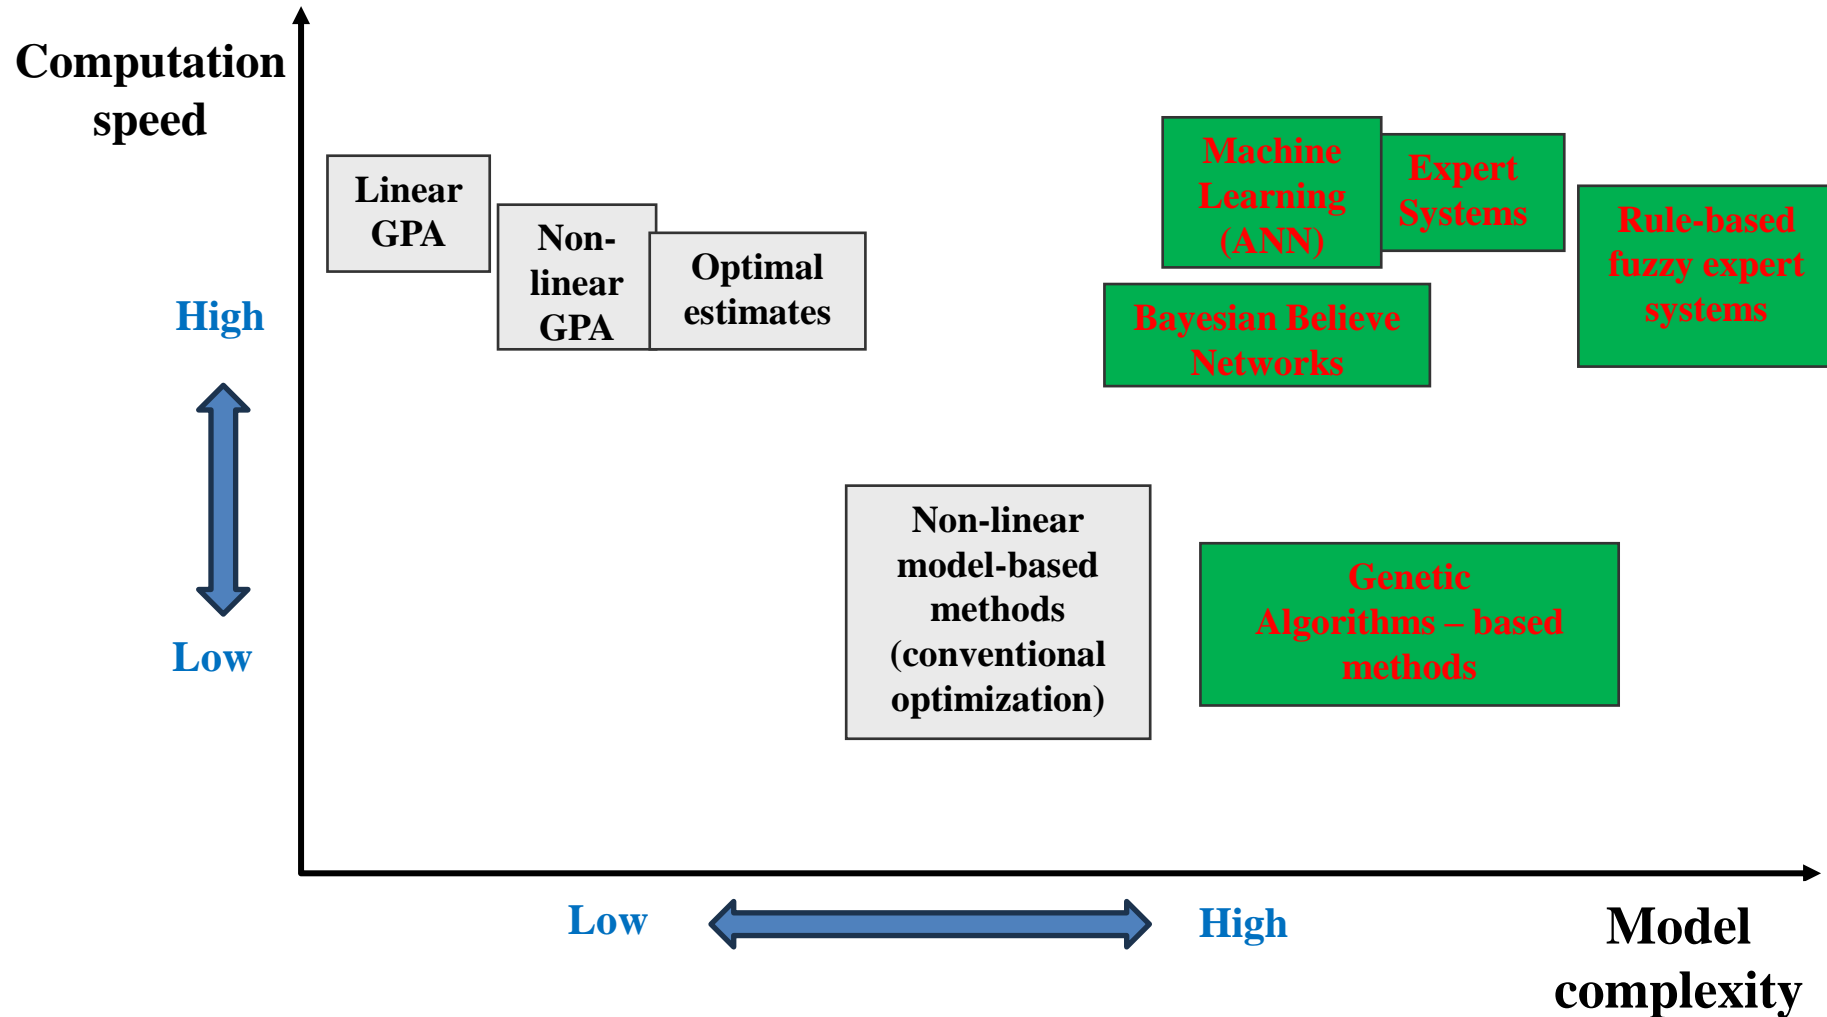 Computation
speed
Linear
GPA
Non-
linear
GPA
Optimal
estimates
Machine
Learning
(ANN)
Expert
Systems
Rule-based
fuzzy expert
systems
Bayesian Believe
Networks
High
Low
Non-linear
model-based
methods
(conventional
optimization)
Genetic
Algorithms – based
methods
Low
High
Model
complexity